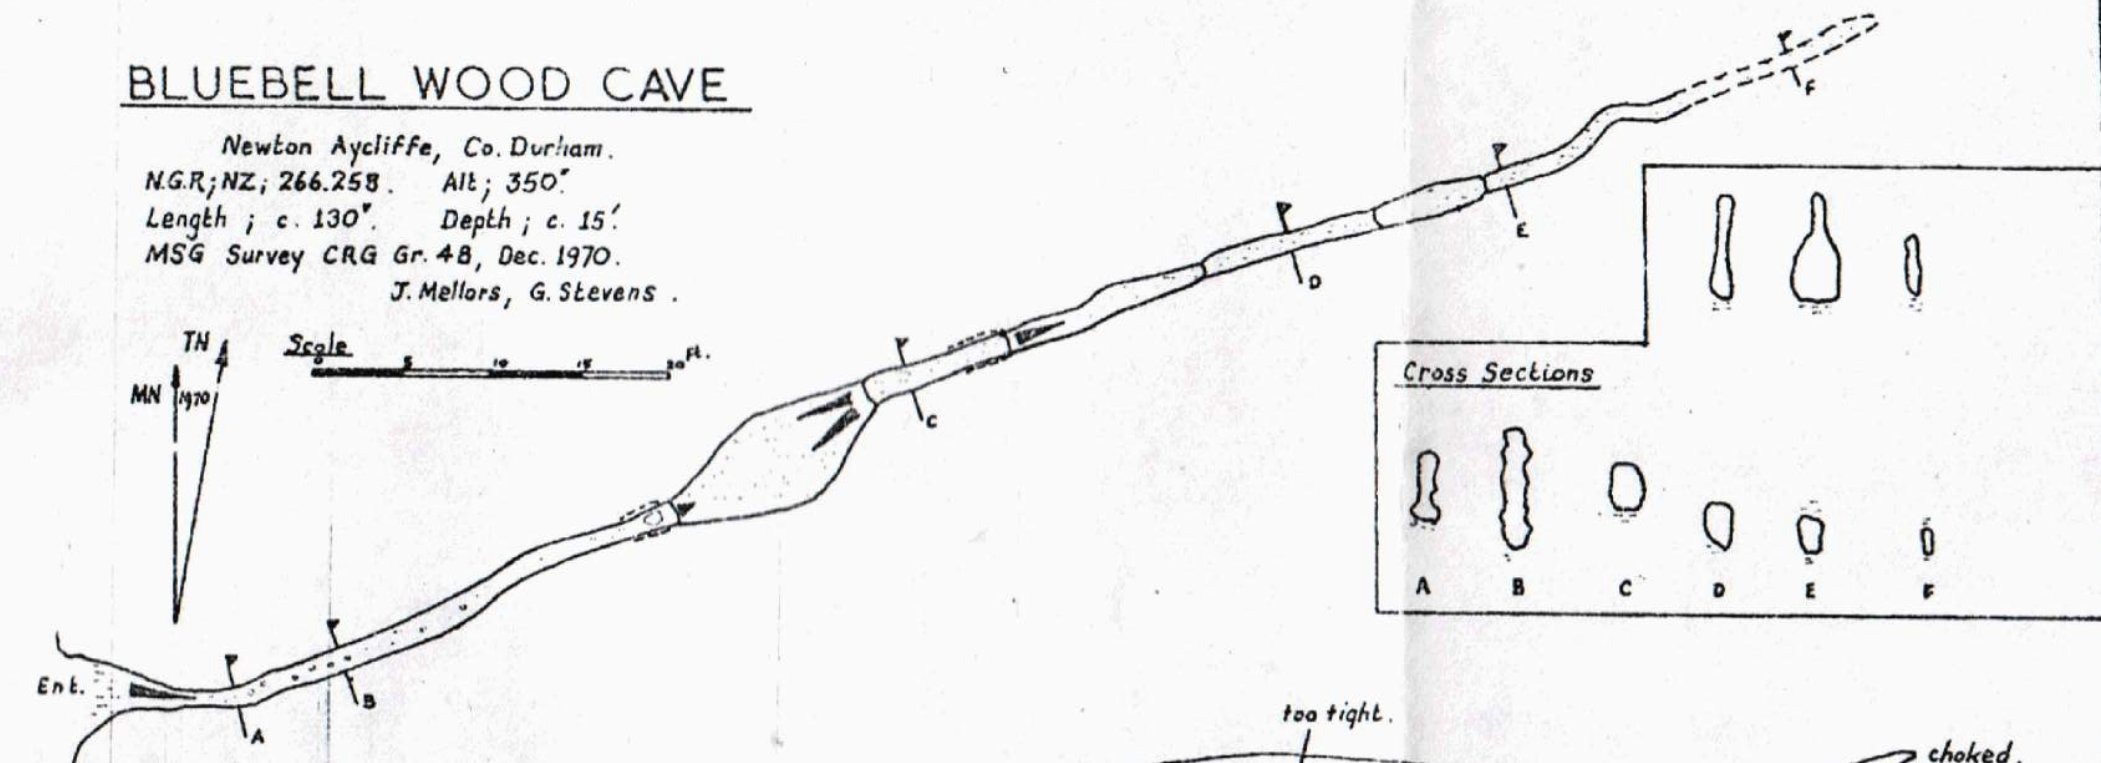 BLUEBELL WOOD CAVE
Newton Aycliffe, Co. Durham.
N.G.R; NZ; 266.258. Alt; 350'.
Length; c. 130'. Depth; c. 15'.
MSG Survey CRG Gr. 4B, Dec. 1970.
J. Mellors, G. Stevens.
TN
MN 1970
Scale
0 5 10 15 20 Ft.
Ent.
A
B
C
D
E
F
Cross Sections
A B C D E F
too tight.
choked.